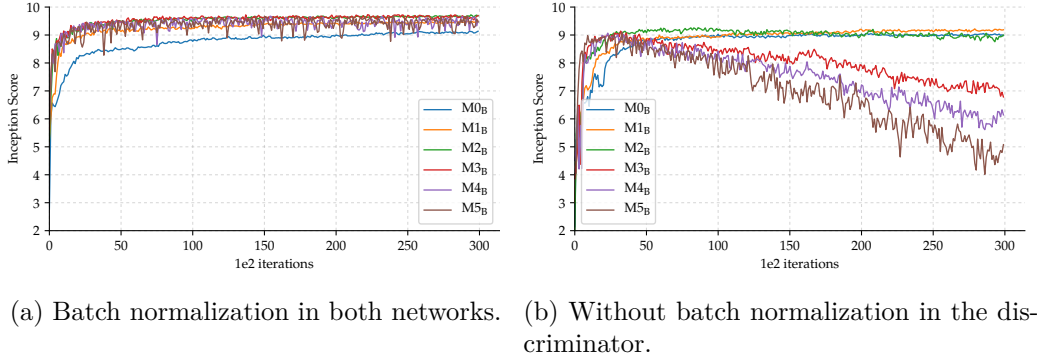 10
9
8
7
6
5
4
3
2
Inception Score
M0B
M1B
M2B
M3B
M4B
M5B
0 50 100 150 200 250 300
1e2 iterations
10
9
8
7
6
5
4
3
2
Inception Score
M0B
M1B
M2B
M3B
M4B
M5B
0 50 100 150 200 250 300
1e2 iterations
(a) Batch normalization in both networks.
(b) Without batch normalization in the dis-
criminator.